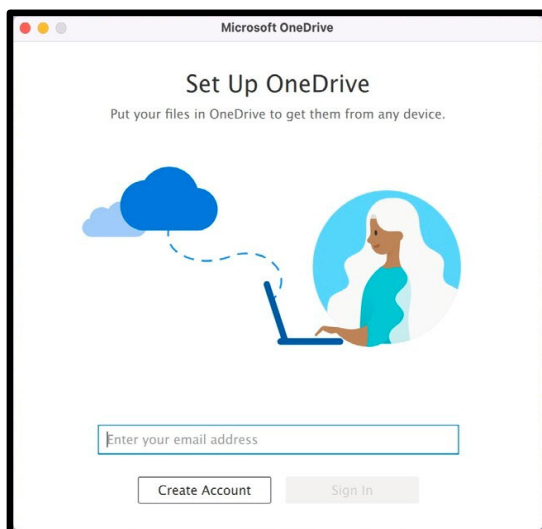 Microsoft OneDrive
Set Up OneDrive
Put your files in OneDrive to get them from any device.
Enter your email address
Create Account
Sign In